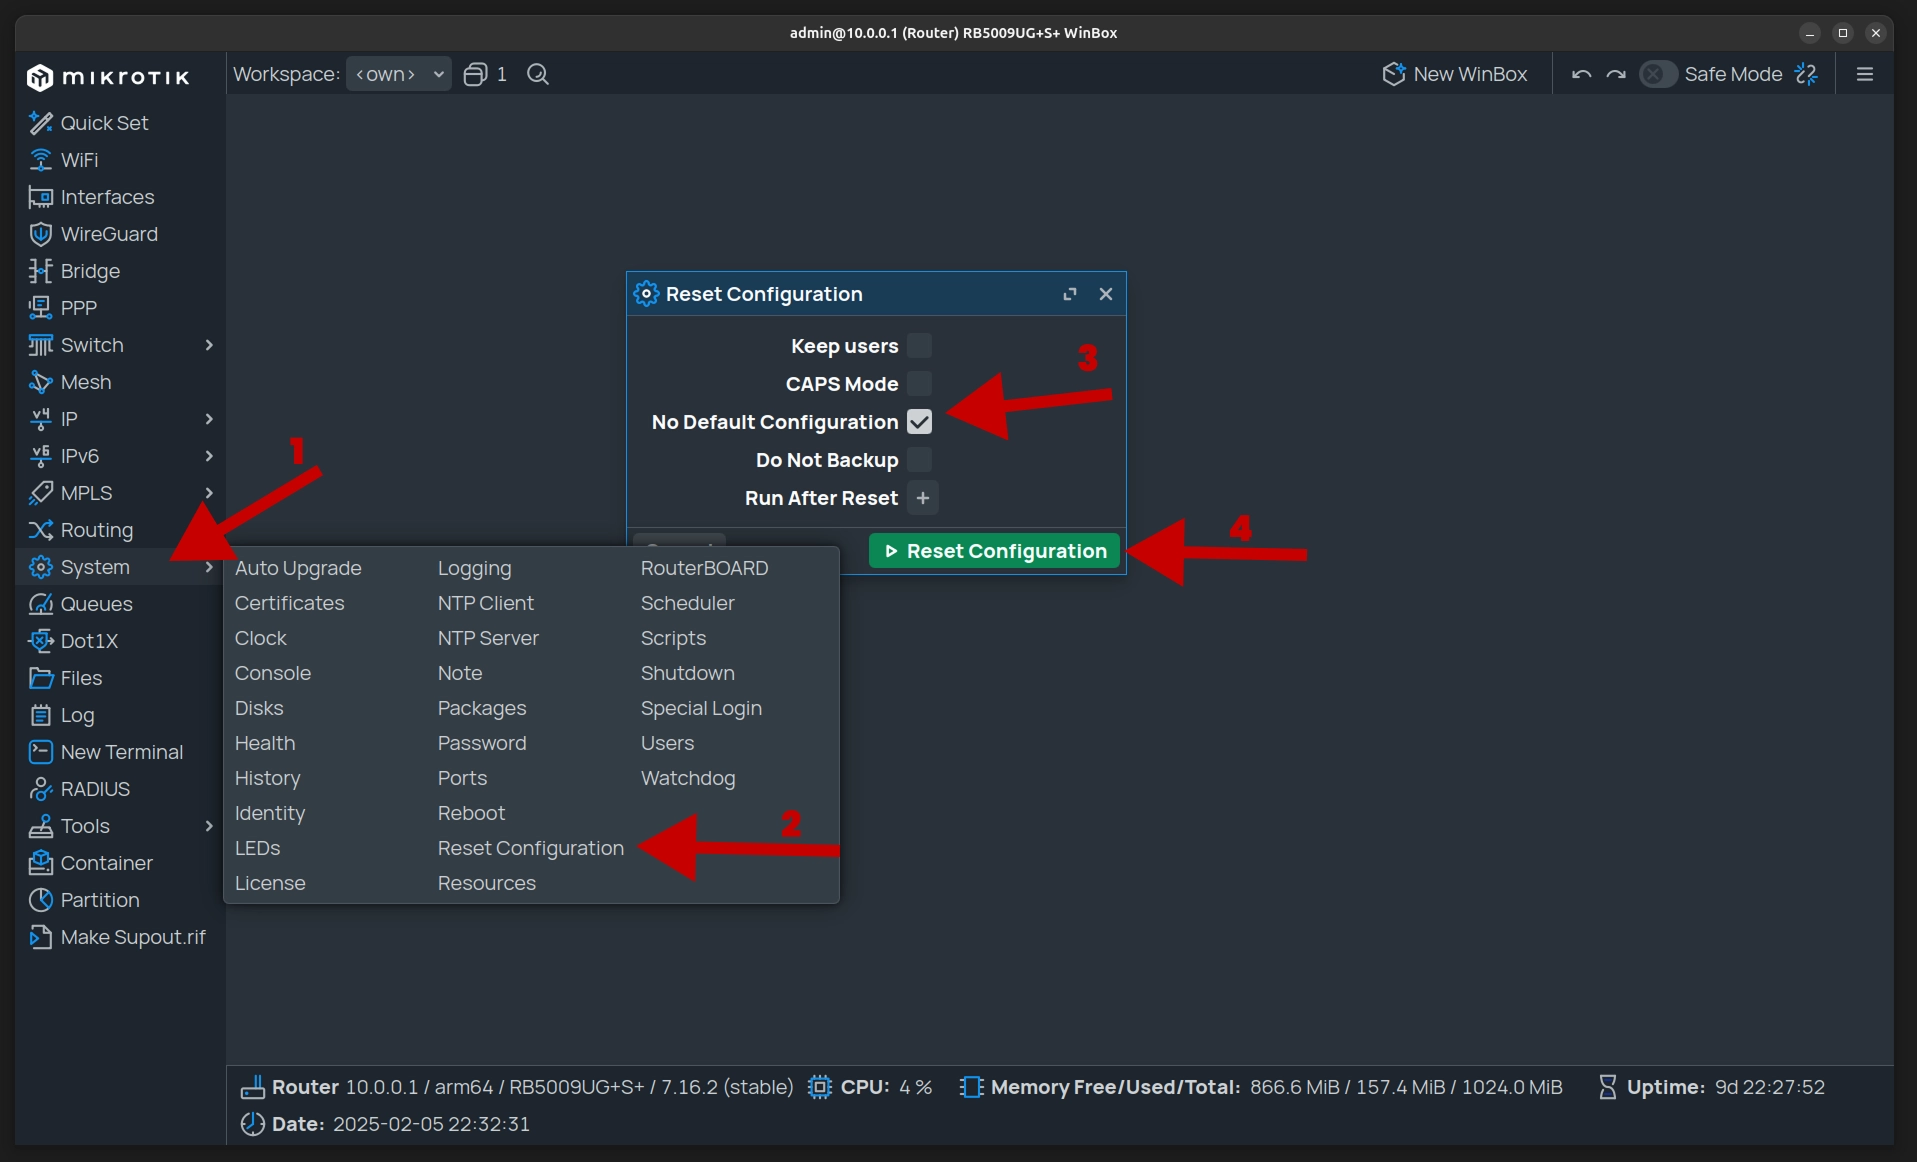 admin@10.0.0.1 (Router) RB5009UG+S+ WinBox
mikrotik
Workspace: <own> 1
New WinBox
Safe Mode
Quick Set
WiFi
Interfaces
WireGuard
Bridge
PPP
Switch
Mesh
IP
IPv6
MPLS
Routing
System
Queues
Dot1X
Files
Log
New Terminal
RADIUS
Tools
Container
Partition
Make Supout.rif
Reset Configuration
Keep users
CAPS Mode
No Default Configuration
Do Not Backup
Run After Reset +
Reset Configuration
1
2
3
4
Auto Upgrade
Certificates
Clock
Console
Disks
Health
History
Identity
LEDs
License
Logging
NTP Client
NTP Server
Note
Packages
Password
Ports
Reboot
Reset Configuration
Resources
RouterBOARD
Scheduler
Scripts
Shutdown
Special Login
Users
Watchdog
Router 10.0.0.1 / arm64 / RB5009UG+S+ / 7.16.2 (stable) CPU: 4 % Memory Free/Used/Total: 866.6 MiB / 157.4 MiB / 1024.0 MiB Uptime: 9d 22:27:52
Date: 2025-02-05 22:32:31